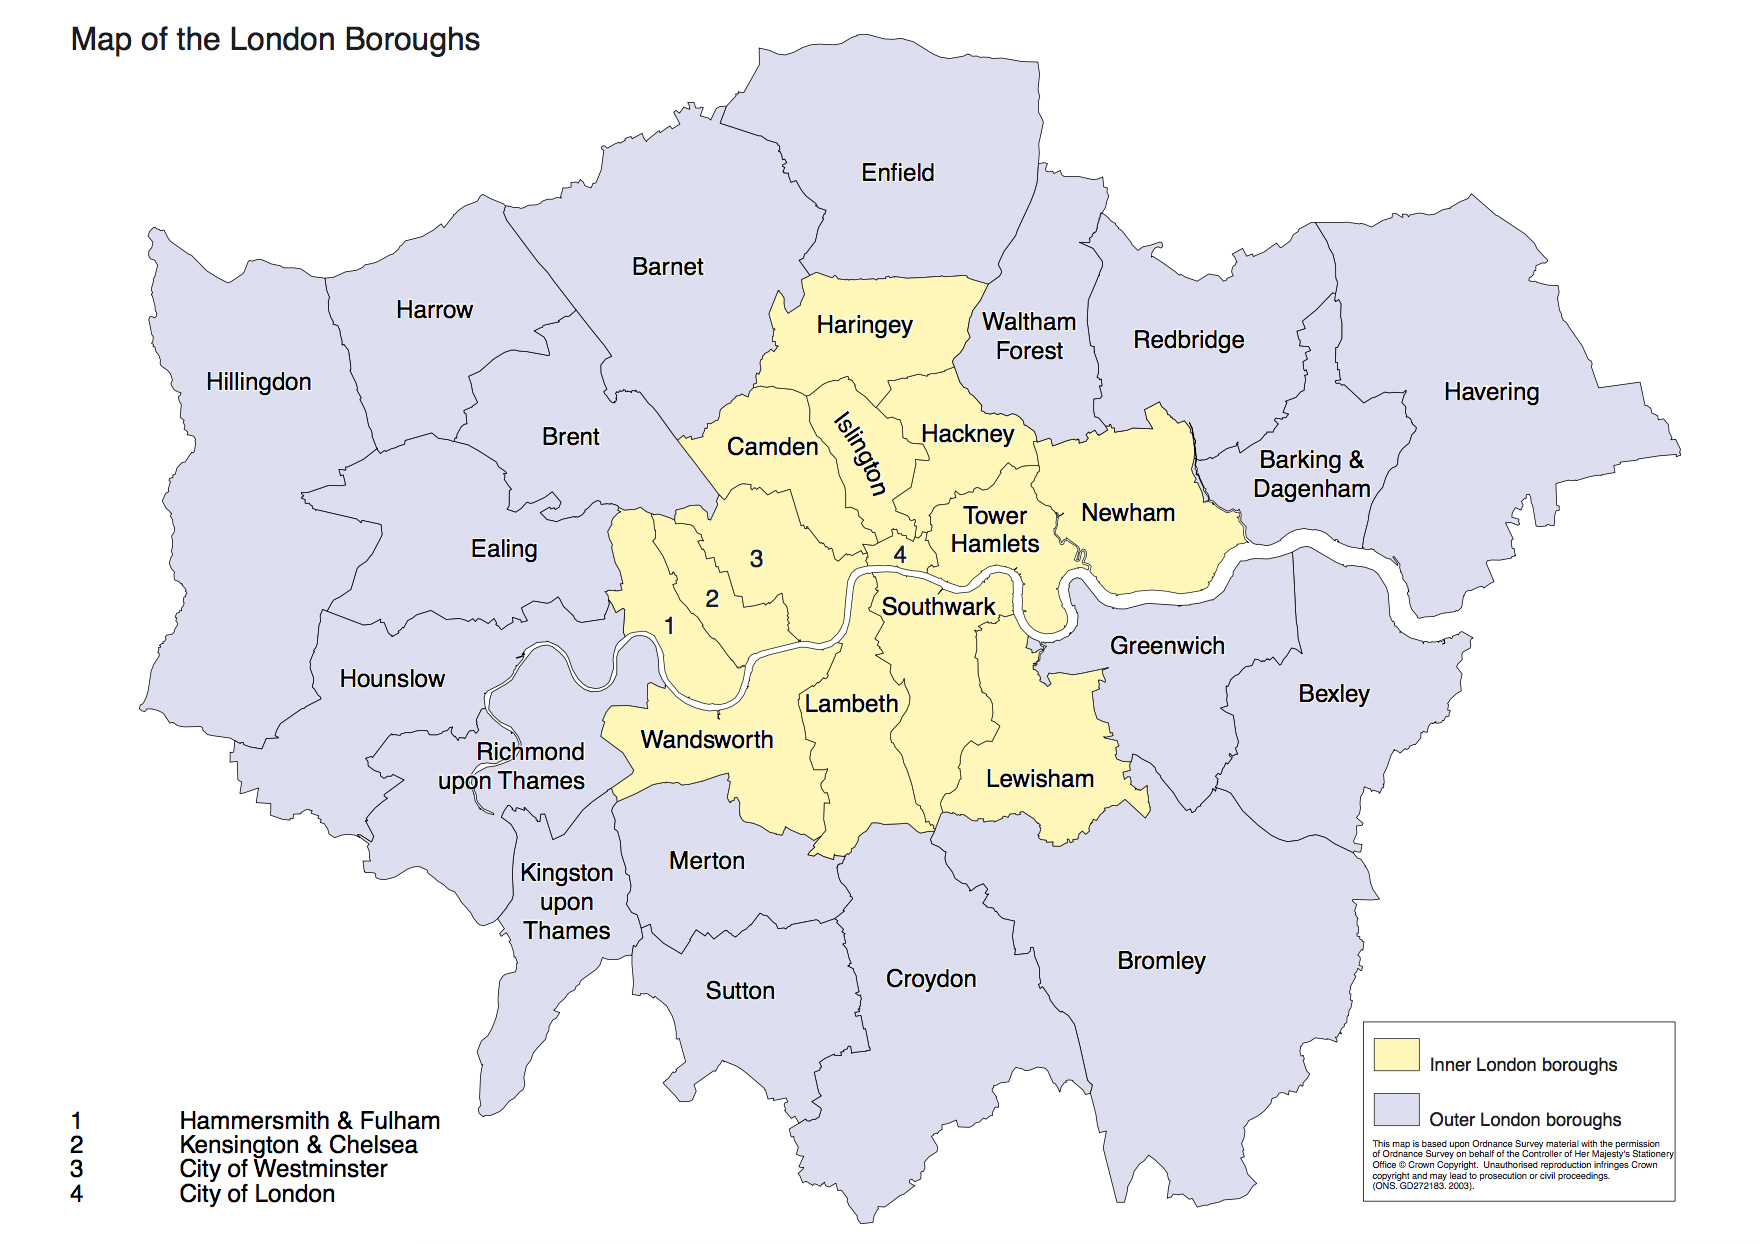 Map of the London Boroughs
Enfield
Barnet
Harrow
Haringey
Waltham
Forest
Redbridge
Hillingdon
Havering
Brent
Camden
Islington
Hackney
Barking &
Dagenham
Newham
Tower
Hamlets
Ealing
3
4
2
1
Southwark
Greenwich
Hounslow
Bexley
Lambeth
Wandsworth
Richmond
upon Thames
Lewisham
Merton
Kingston
upon
Thames
Bromley
Croydon
Sutton
1 Hammersmith & Fulham
2 Kensington & Chelsea
3 City of Westminster
4 City of London
Inner London boroughs
Outer London boroughs
This map is based upon Ordnance Survey material with the permission
of Ordnance Survey on behalf of the Controller of Her Majesty's Stationery
Office © Crown Copyright. Unauthorised reproduction infringes Crown
copyright and may lead to prosecution or civil proceedings.
(ONS. GD272183. 2003).